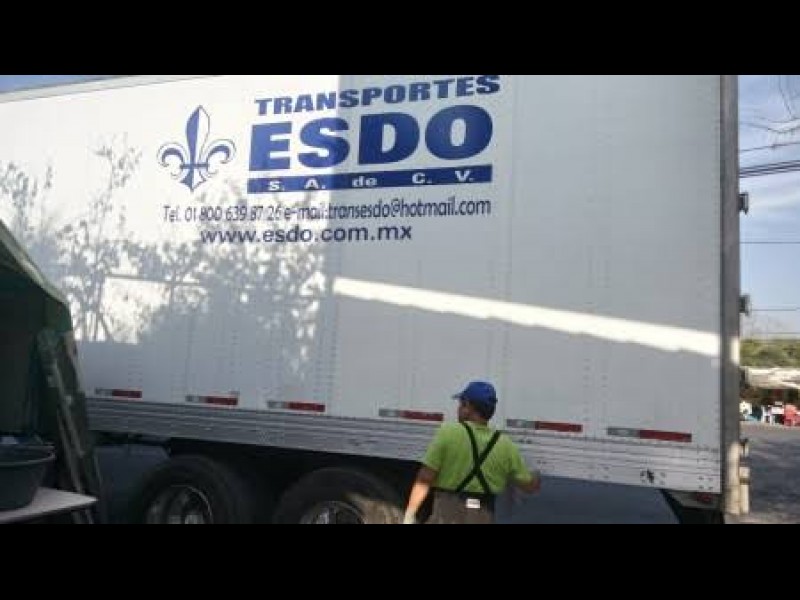 TRANSPORTES
ESDO
S. A. de C. V.
Tel. 01 800 639 87 26 e-mail:transesdo@hotmail.com
www.esdo.com.mx